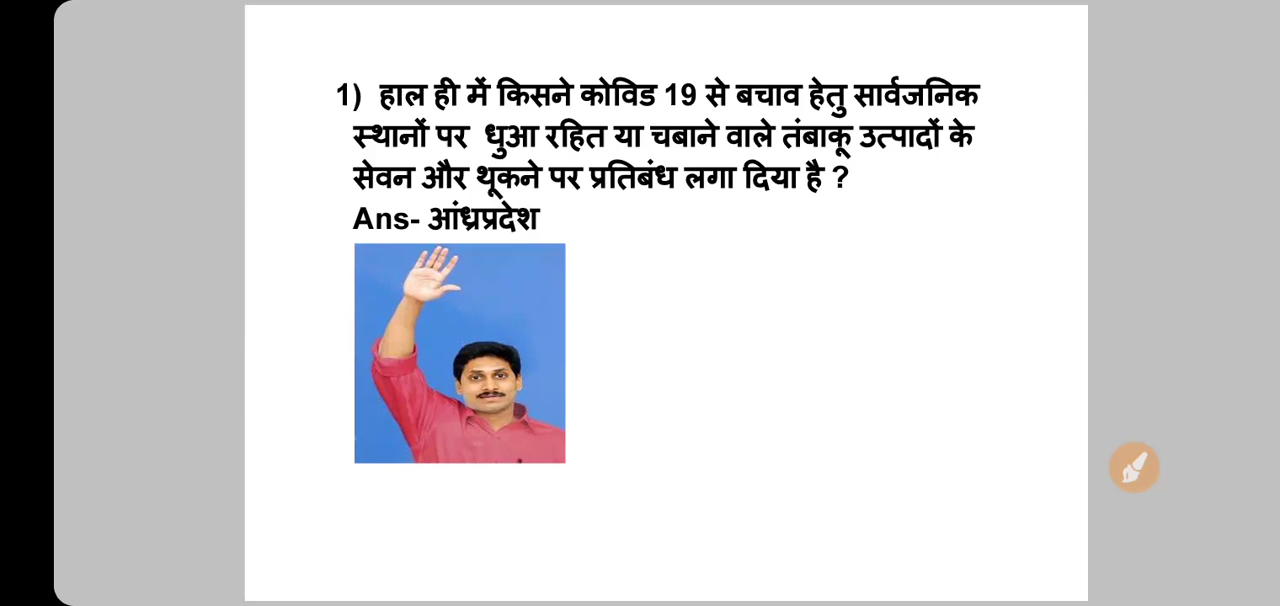 1) हाल ही में किसने कोविड 19 से बचाव हेतु सार्वजनिक
स्थानों पर धुआ रहित या चबाने वाले तंबाकू उत्पादों के
सेवन और थूकने पर प्रतिबंध लगा दिया है ?
Ans- आंध्रप्रदेश